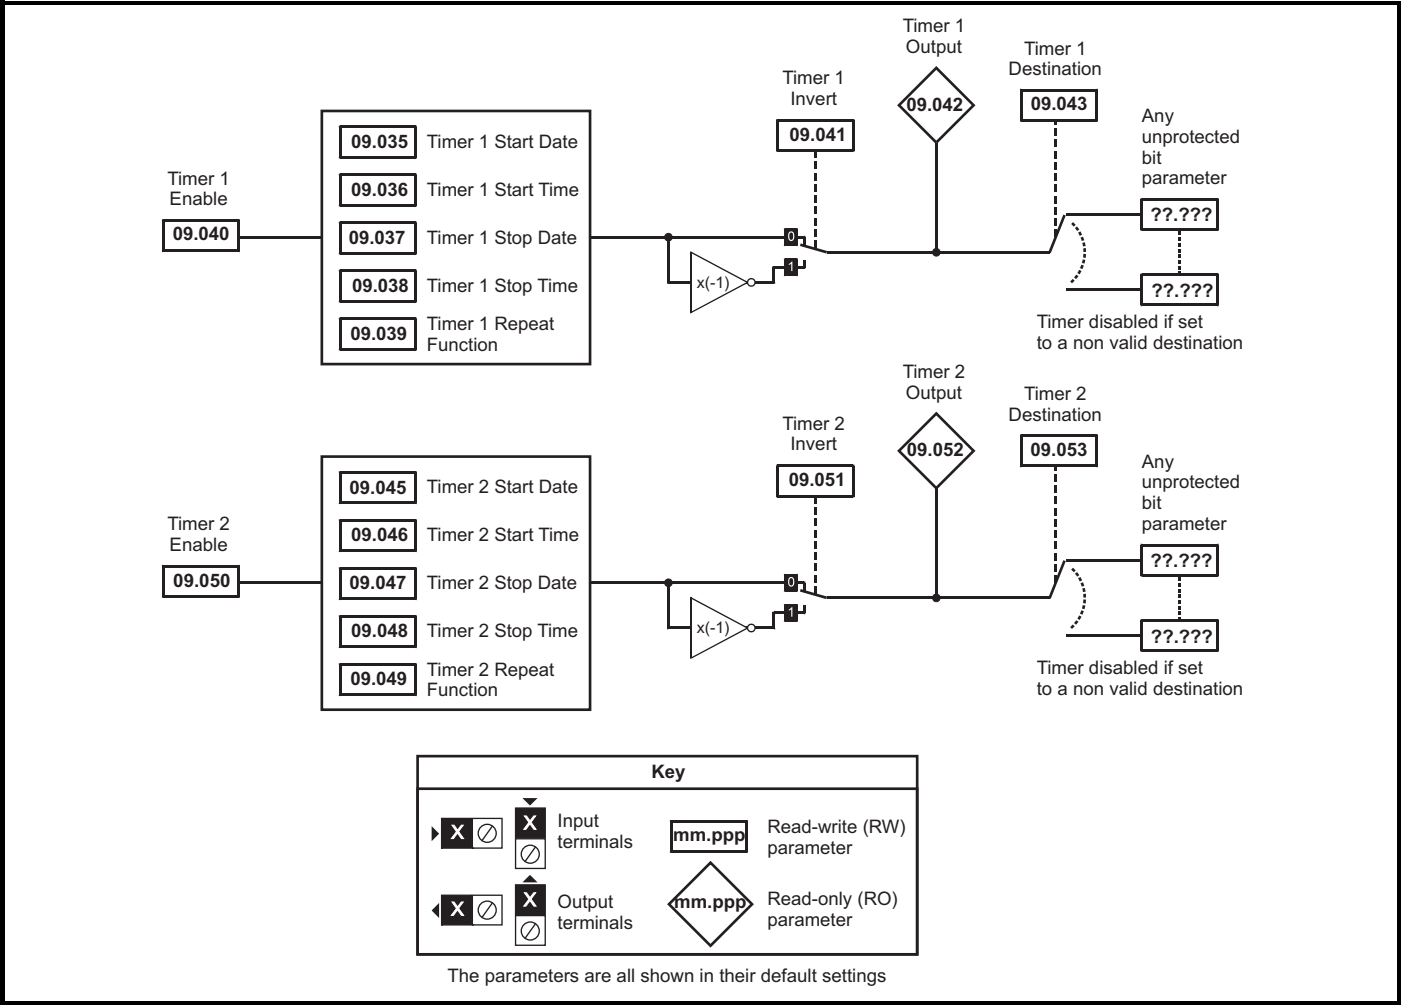 Timer 1
Enable
09.040
09.035 Timer 1 Start Date
09.036 Timer 1 Start Time
09.037 Timer 1 Stop Date
09.038 Timer 1 Stop Time
09.039 Timer 1 Repeat
Function
x(-1)
0
1
Timer 1
Invert
09.041
Timer 1
Output
09.042
Timer 1
Destination
09.043
Any
unprotected
bit
parameter
??.???
??.???
Timer disabled if set
to a non valid destination
Timer 2
Enable
09.050
09.045 Timer 2 Start Date
09.046 Timer 2 Start Time
09.047 Timer 2 Stop Date
09.048 Timer 2 Stop Time
09.049 Timer 2 Repeat
Function
x(-1)
0
1
Timer 2
Invert
09.051
Timer 2
Output
09.052
Timer 2
Destination
09.053
Any
unprotected
bit
parameter
??.???
??.???
Timer disabled if set
to a non valid destination
Key
X
X
Input
terminals
mm.ppp
Read-write (RW)
parameter
X
X
Output
terminals
mm.ppp
Read-only (RO)
parameter
The parameters are all shown in their default settings